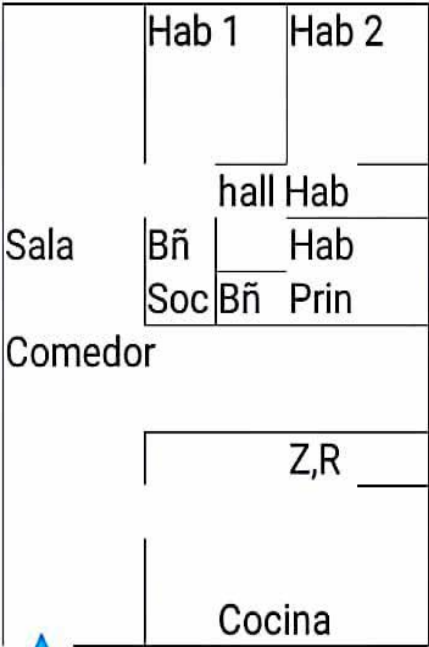 Hab 1 Hab 2
hall Hab
Sala Bñ Hab
Soc Bñ Prin
Comedor
Z,R
Cocina